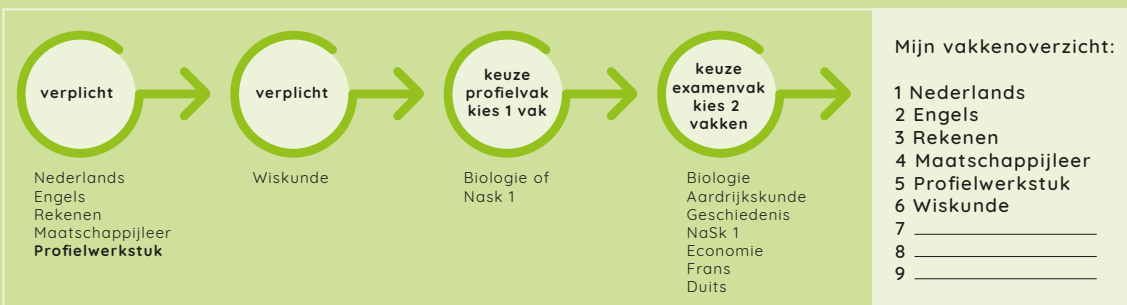 verplicht
Nederlands
Engels
Rekenen
Maatschappijleer
Profielwerkstuk
verplicht
Wiskunde
keuze
profielvak
kies 1 vak
Biologie of
Nask 1
keuze
examenvak
kies 2
vakken
Biologie
Aardrijkskunde
Geschiedenis
NaSk 1
Economie
Frans
Duits
Mijn vakkenoverzicht:
1 Nederlands
2 Engels
3 Rekenen
4 Maatschappijleer
5 Profielwerkstuk
6 Wiskunde
7
8
9